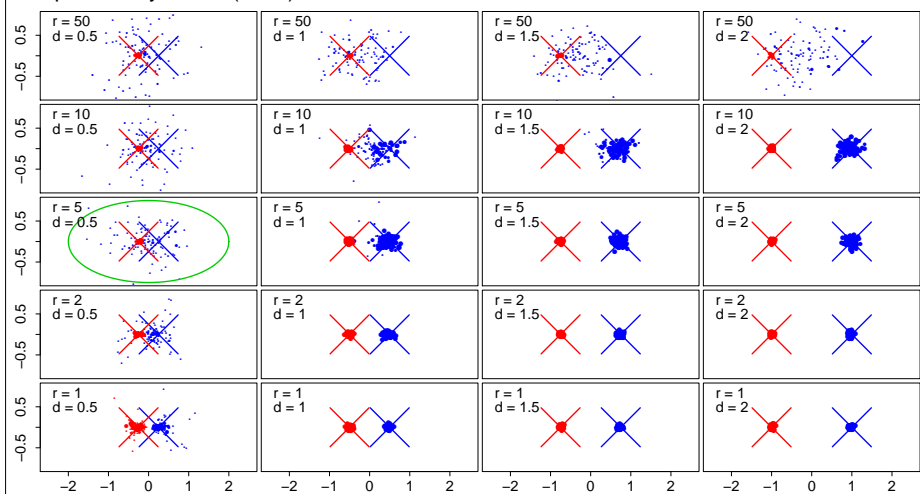 r = 50
d = 0.5
r = 50
d = 1
r = 50
d = 1.5
r = 50
d = 2
0.5
−0.5
r = 10
d = 0.5
r = 10
d = 1
r = 10
d = 1.5
r = 10
d = 2
0.5
−0.5
r = 5
d = 0.5
r = 5
d = 1
r = 5
d = 1.5
r = 5
d = 2
0.5
−0.5
r = 2
d = 0.5
r = 2
d = 1
r = 2
d = 1.5
r = 2
d = 2
0.5
−0.5
r = 1
d = 0.5
r = 1
d = 1
r = 1
d = 1.5
r = 1
d = 2
0.5
−0.5
−2 −1 0 1 2
−2 −1 0 1 2
−2 −1 0 1 2
−2 −1 0 1 2